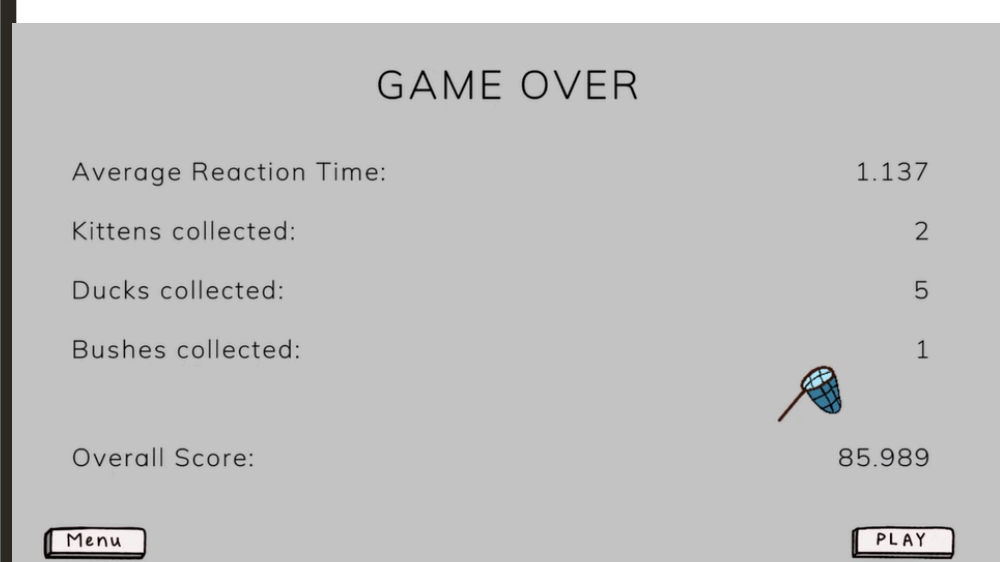 GAME OVER
Average Reaction Time: 1.137
Kittens collected: 2
Ducks collected: 5
Bushes collected: 1
Overall Score: 85.989
Menu PLAY